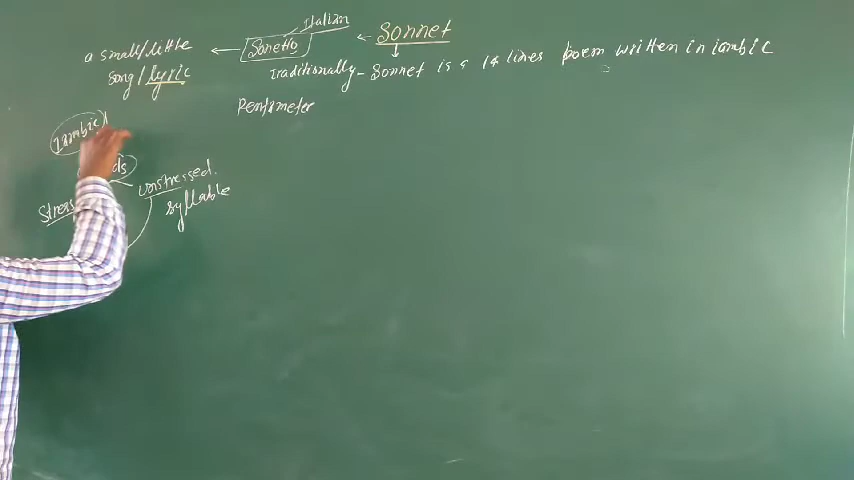 Italian
Sonnet
Sonetto
a small/little
song/lyric
Traditionally - Sonnet is a 14 lines poem written in iambic
Pentameter
Iambic
unstressed.
syllable